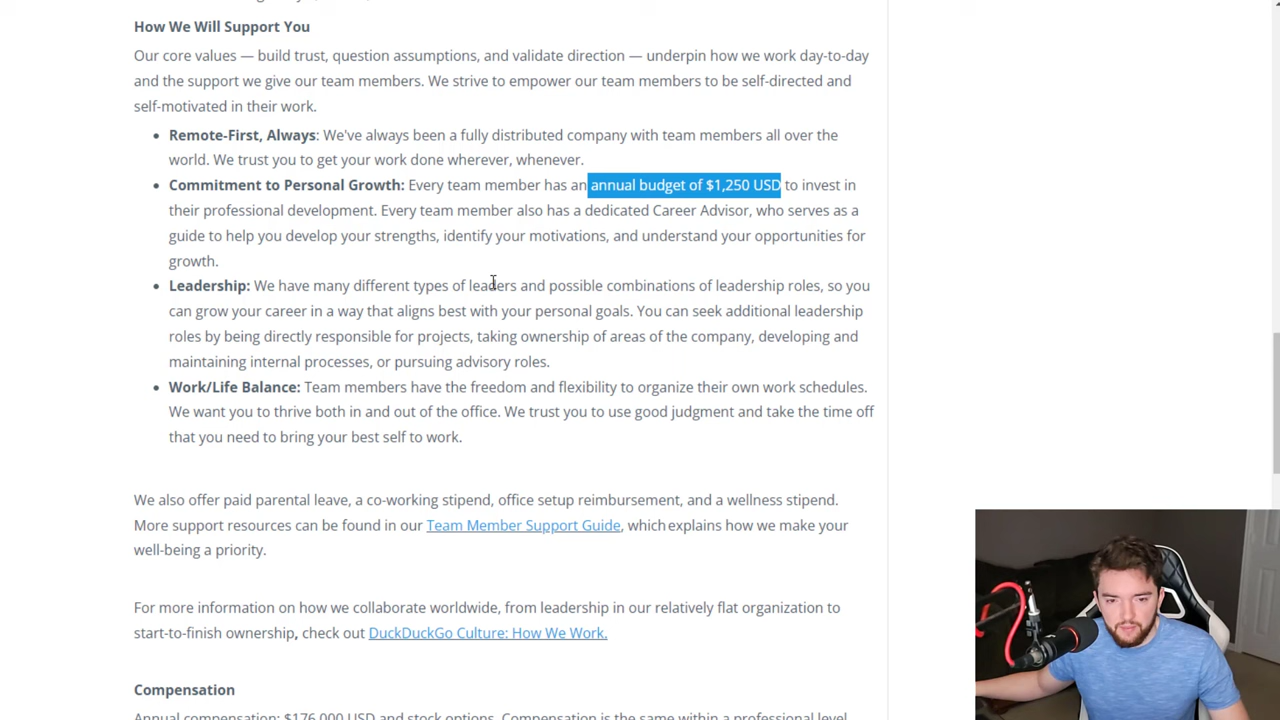 How We Will Support You
Our core values — build trust, question assumptions, and validate direction — underpin how we work day-to-day
and the support we give our team members. We strive to empower our team members to be self-directed and
self-motivated in their work.
• Remote-First, Always: We've always been a fully distributed company with team members all over the
world. We trust you to get your work done wherever, whenever.
• Commitment to Personal Growth: Every team member has an annual budget of $1,250 USD to invest in
their professional development. Every team member also has a dedicated Career Advisor, who serves as a
guide to help you develop your strengths, identify your motivations, and understand your opportunities for
growth.
• Leadership: We have many different types of leaders and possible combinations of leadership roles, so you
can grow your career in a way that aligns best with your personal goals. You can seek additional leadership
roles by being directly responsible for projects, taking ownership of areas of the company, developing and
maintaining internal processes, or pursuing advisory roles.
• Work/Life Balance: Team members have the freedom and flexibility to organize their own work schedules.
We want you to thrive both in and out of the office. We trust you to use good judgment and take the time off
that you need to bring your best self to work.
We also offer paid parental leave, a co-working stipend, office setup reimbursement, and a wellness stipend.
More support resources can be found in our Team Member Support Guide, which explains how we make your
well-being a priority.
For more information on how we collaborate worldwide, from leadership in our relatively flat organization to
start-to-finish ownership, check out DuckDuckGo Culture: How We Work.
Compensation
Annual compensation: $176,000 USD and stock options. Compensation is the same within a professional level